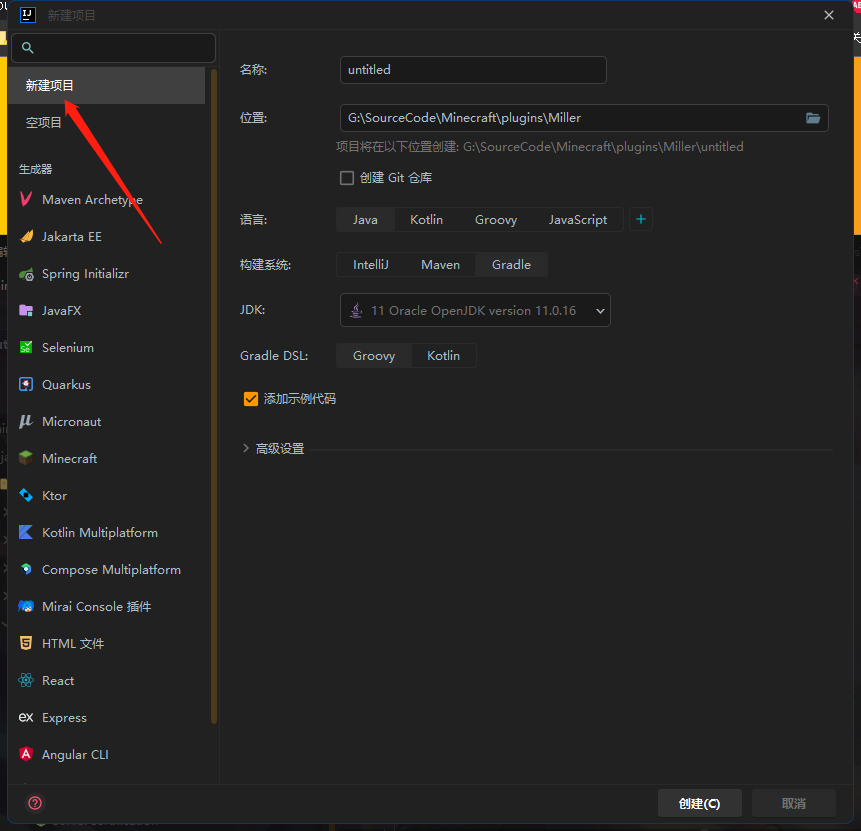 新建项目
新建项目
空项目
生成器
Maven Archetype
Jakarta EE
Spring Initializr
JavaFX
Selenium
Quarkus
Micronaut
Minecraft
Ktor
Kotlin Multiplatform
Compose Multiplatform
Mirai Console 插件
HTML 文件
React
Express
Angular CLI
名称: untitled
位置: G:\SourceCode\Minecraft\plugins\Miller
项目将在以下位置创建: G:\SourceCode\Minecraft\plugins\Miller\untitled
创建 Git 仓库
语言: Java Kotlin Groovy JavaScript +
构建系统: IntelliJ Maven Gradle
JDK: 11 Oracle OpenJDK version 11.0.16
Gradle DSL: Groovy Kotlin
添加示例代码
高级设置
? 创建(C) 取消